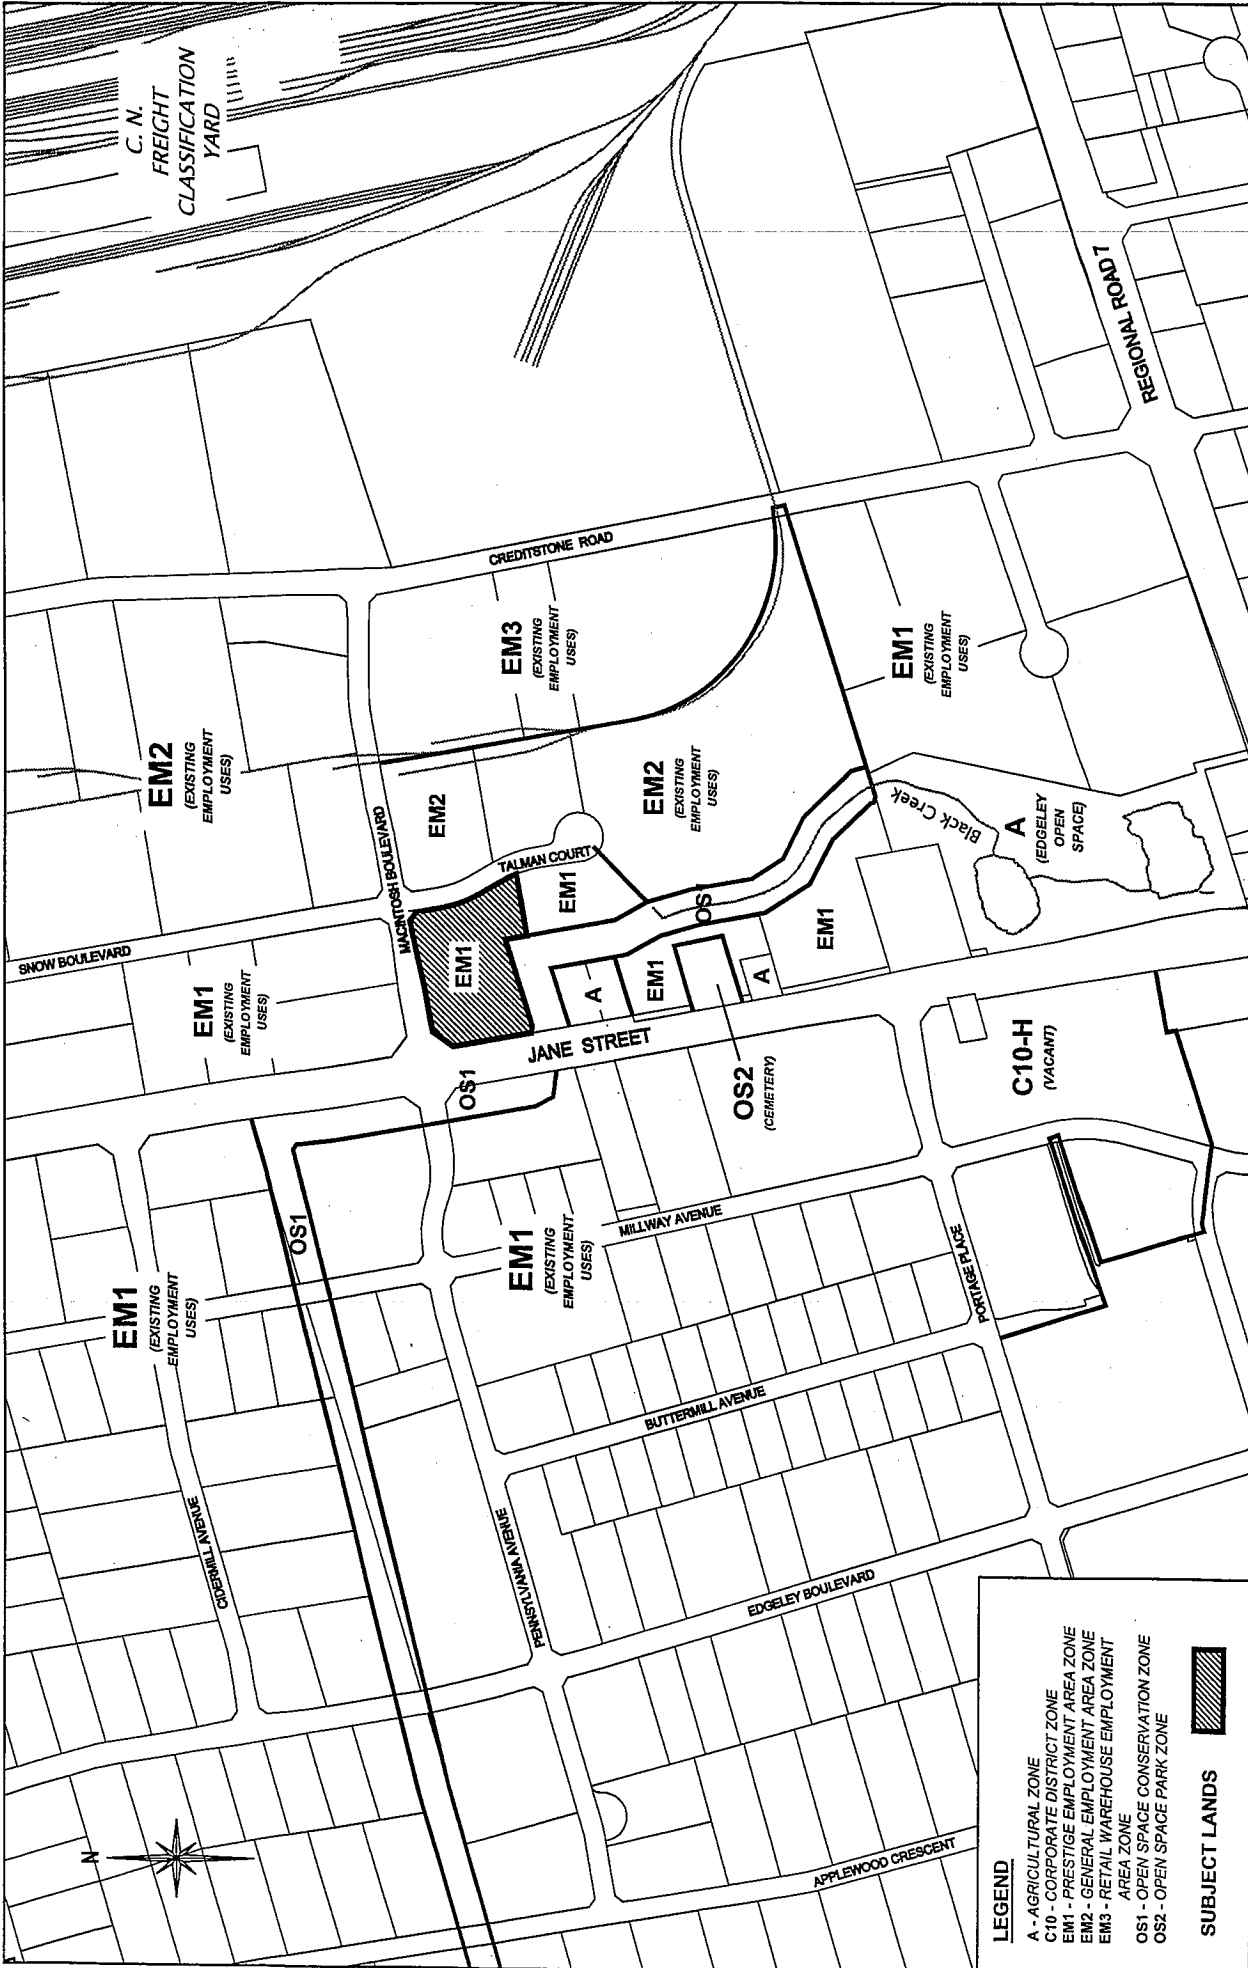 C. N.
FREIGHT
CLASSIFICATION
YARD
N
SNOW BOULEVARD
EM2
(EXISTING
EMPLOYMENT
USES)
EM1
(EXISTING
EMPLOYMENT
USES)
EM1
(EXISTING
EMPLOYMENT
USES)
CIDERMILL AVENUE
OS1
MACINTOSH BOULEVARD
CREDITSTONE ROAD
EM3
(EXISTING
EMPLOYMENT
USES)
EM2
TALMAN COURT
EM1
EM1
EM2
(EXISTING
EMPLOYMENT
USES)
OS1
OS1
JANE STREET
A
EM1
OS2
(CEMETERY)
A
EM1
EM1
(EXISTING
EMPLOYMENT
USES)
Black Creek
A
(EDGELEY
OPEN
SPACE)
REGIONAL ROAD 7
EM1
(EXISTING
EMPLOYMENT
USES)
MILLWAY AVENUE
PENNSYLVANIA AVENUE
BUTTERMILL AVENUE
PORTAGE PLACE
C10-H
(VACANT)
EDGELEY BOULEVARD
APPLEWOOD CRESCENT
LEGEND
A - AGRICULTURAL ZONE
C10 - CORPORATE DISTRICT ZONE
EM1 - PRESTIGE EMPLOYMENT AREA ZONE
EM2 - GENERAL EMPLOYMENT AREA ZONE
EM3 - RETAIL WAREHOUSE EMPLOYMENT
AREA ZONE
OS1 - OPEN SPACE CONSERVATION ZONE
OS2 - OPEN SPACE PARK ZONE
SUBJECT LANDS